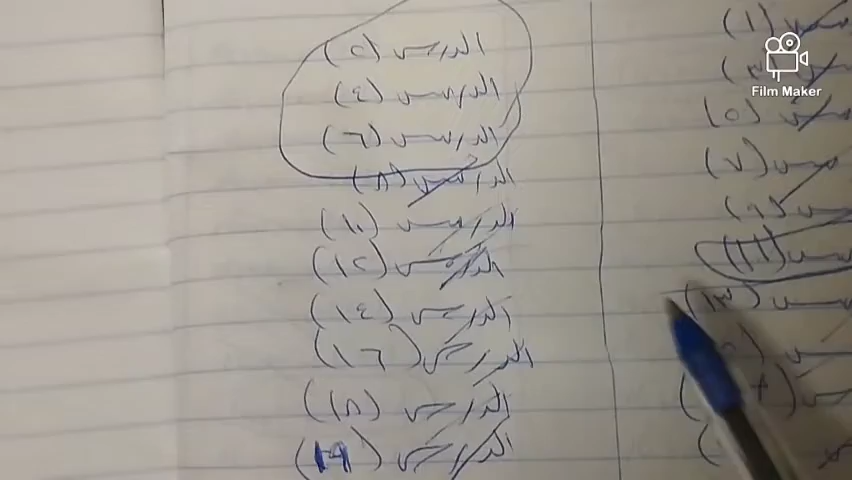 الدرس (٢)
الدرس (٤)
الدرس (٦)
الدرس (٨)
الدرس (١٠)
الدرس (١٢)
الدرس (١٤)
الدرس (١٦)
الدرس (١٨)
الدرس (١٩)
(١)
(٣)
(٥)
(٧)
(٩)
(١١)
(١٣)
Film Maker